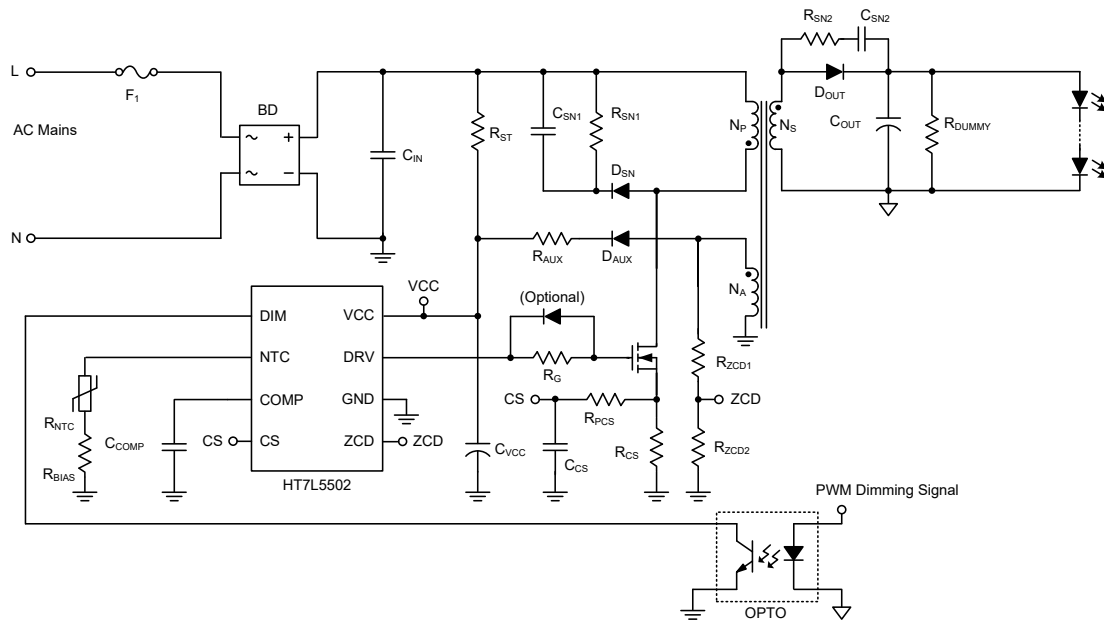 L
F1
AC Mains
N
BD
~
+
~
−
CIN
RST
CSN1
RSN1
DSN
NP
NS
RSN2
CSN2
DOUT
COUT
RDUMMY
RAUX
DAUX
NA
VCC
(Optional)
DIM
VCC
NTC
DRV
COMP
GND
CS
CS
ZCD
ZCD
HT7L5502
RNTC
RBIAS
CCOMP
CVCC
RG
CS
RPCS
CCS
RCS
RZCD1
ZCD
RZCD2
PWM Dimming Signal
OPTO